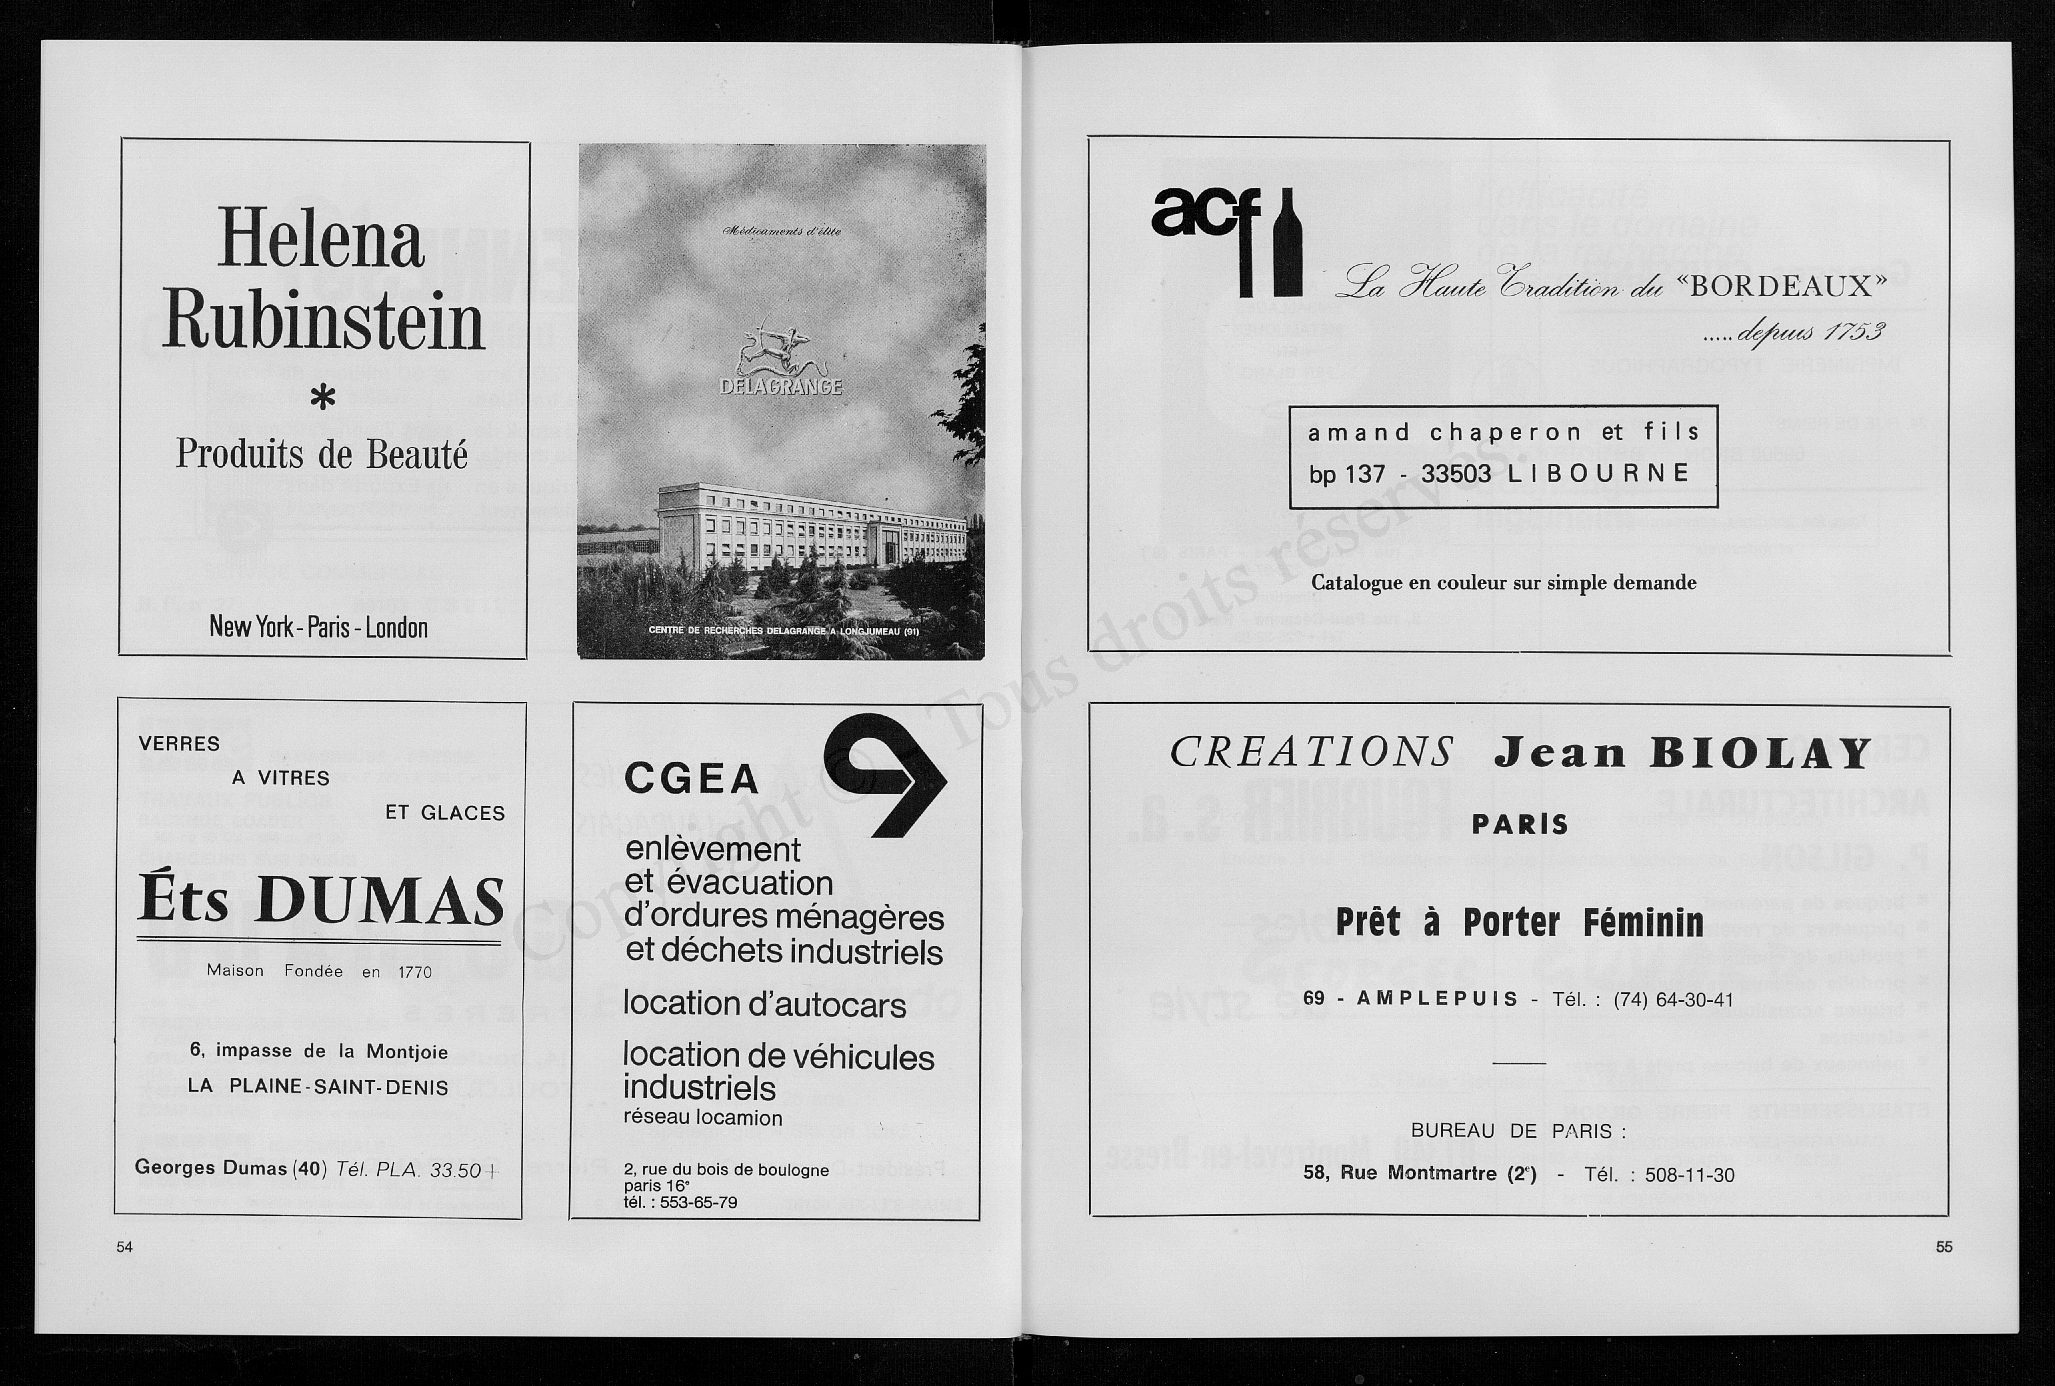 Helena
Rubinstein
*
Produits de Beauté
New York - Paris - London
Médicaments d'élite
DELAGRANGE
CENTRE DE RECHERCHES DELAGRANGE A LONGJUMEAU (91)
VERRES
A VITRES
ET GLACES
Éts DUMAS
Maison Fondée en 1770
6, impasse de la Montjoie
LA PLAINE-SAINT-DENIS
Georges Dumas (40) Tél. PLA. 33.50 +
CGEA
enlèvement
et évacuation
d'ordures ménagères
et déchets industriels
location d'autocars
location de véhicules
industriels
réseau locamion
2, rue du bois de boulogne
paris 16e
tél. : 553-65-79
54
acf
La Haute Tradition du «BORDEAUX»
..... depuis 1753
amand chaperon et fils
bp 137 - 33503 LIBOURNE
Catalogue en couleur sur simple demande
CREATIONS Jean BIOLAY
PARIS
Prêt à Porter Féminin
69 - AMPLEPUIS - Tél. : (74) 64-30-41
BUREAU DE PARIS :
58, Rue Montmartre (2e) - Tél. : 508-11-30
55
Copyright © - Tous droits réservés.